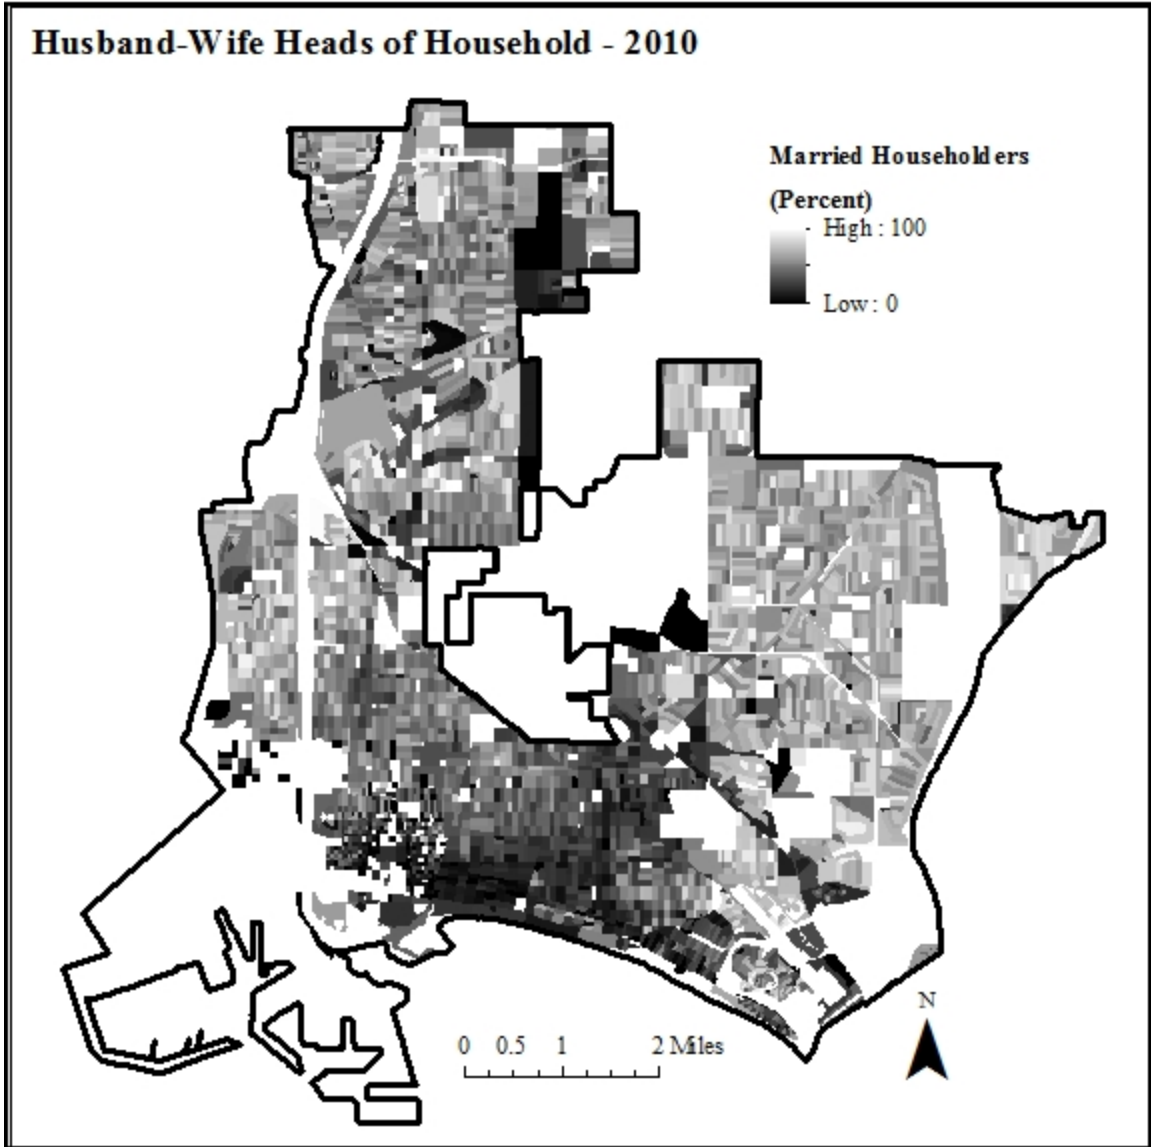 Husband-Wife Heads of Household - 2010
Married Householders
(Percent)
High : 100
Low : 0
N
0 0.5 1 2 Miles